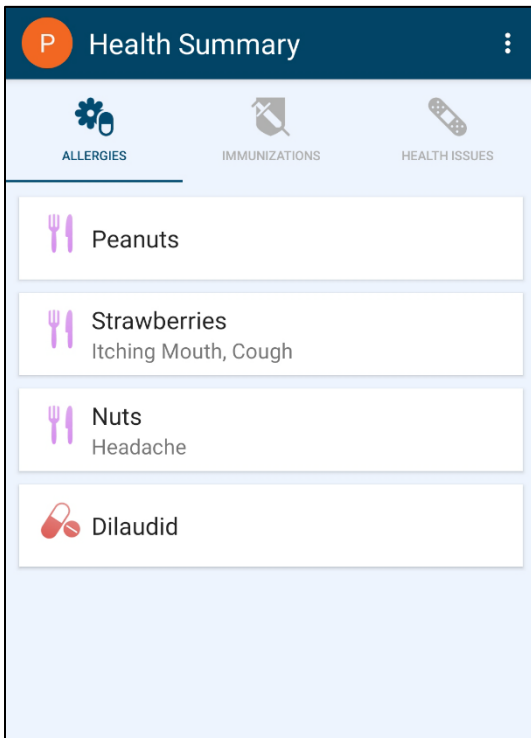 P
Health Summary
ALLERGIES
IMMUNIZATIONS
HEALTH ISSUES
Peanuts
Strawberries
Itching Mouth, Cough
Nuts
Headache
Dilaudid